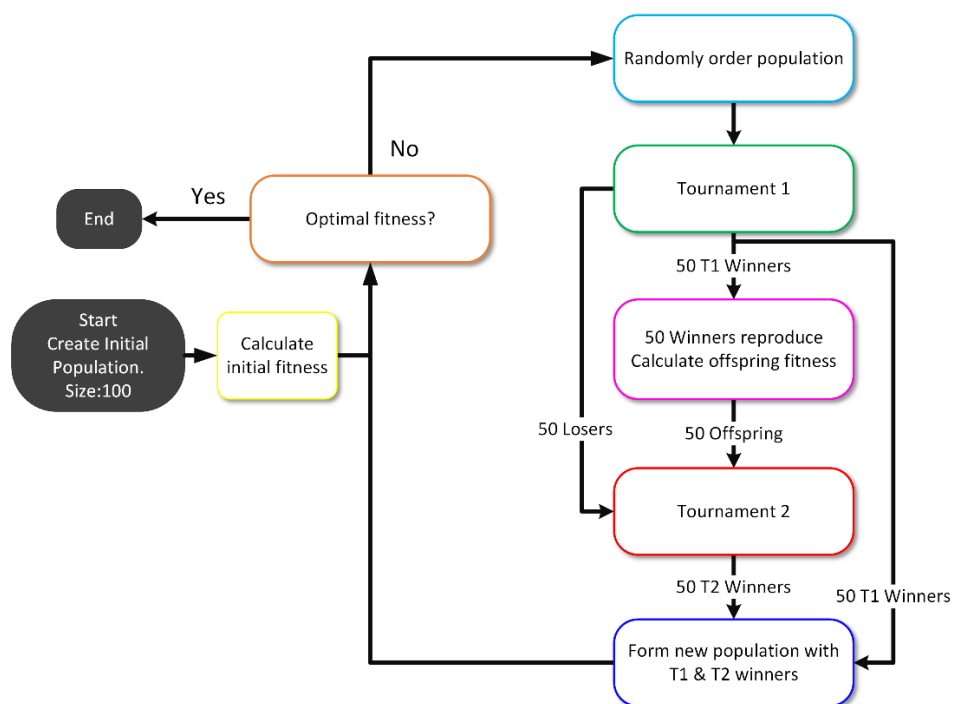 Randomly order population
No
Tournament 1
Yes
End
Optimal fitness?
50 T1 Winners
Start
Create Initial
Population.
Size:100
Calculate
initial fitness
50 Winners reproduce
Calculate offspring fitness
50 Losers
50 Offspring
Tournament 2
50 T2 Winners
50 T1 Winners
Form new population with
T1 & T2 winners